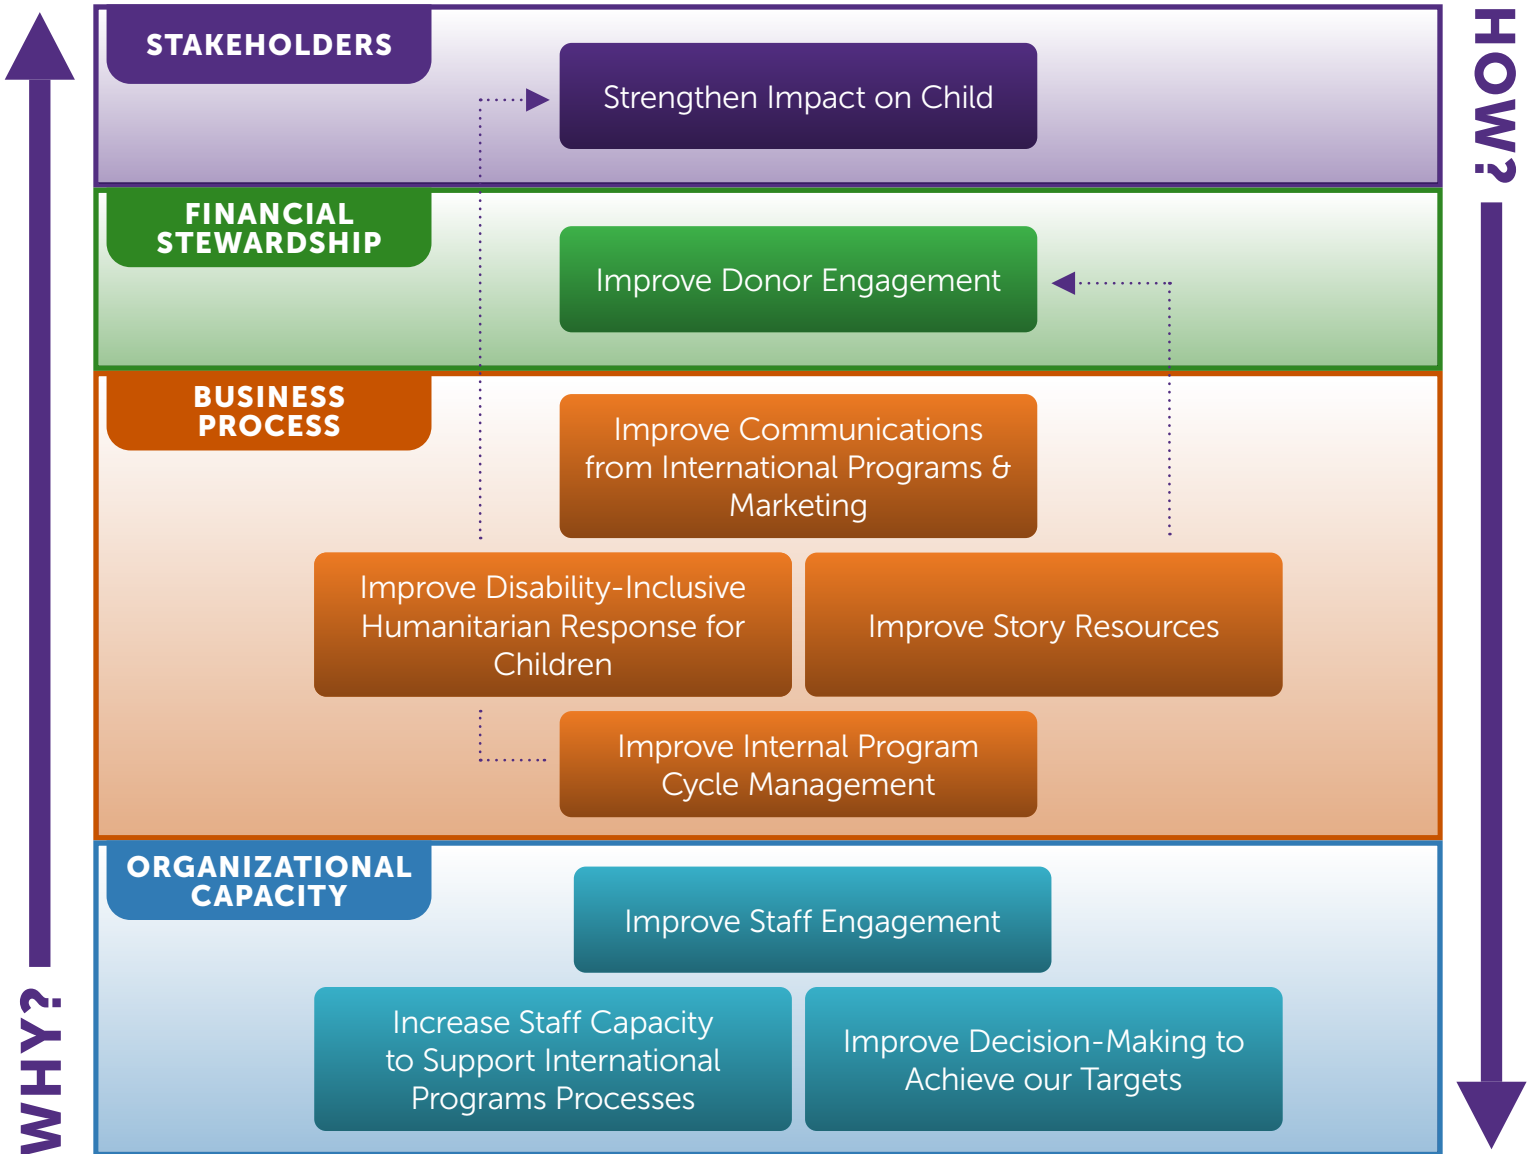 STAKEHOLDERS
Strengthen Impact on Child
FINANCIAL
STEWARDSHIP
Improve Donor Engagement
BUSINESS
PROCESS
Improve Communications
from International Programs &
Marketing
Improve Disability-Inclusive
Humanitarian Response for
Children
Improve Story Resources
Improve Internal Program
Cycle Management
ORGANIZATIONAL
CAPACITY
Improve Staff Engagement
Increase Staff Capacity
to Support International
Programs Processes
Improve Decision-Making to
Achieve our Targets
WHY?
HOW?